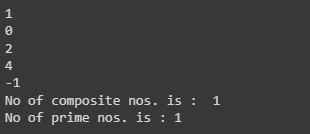 1
0
2
4
-1
No of composite nos. is :  1
No of prime nos. is : 1